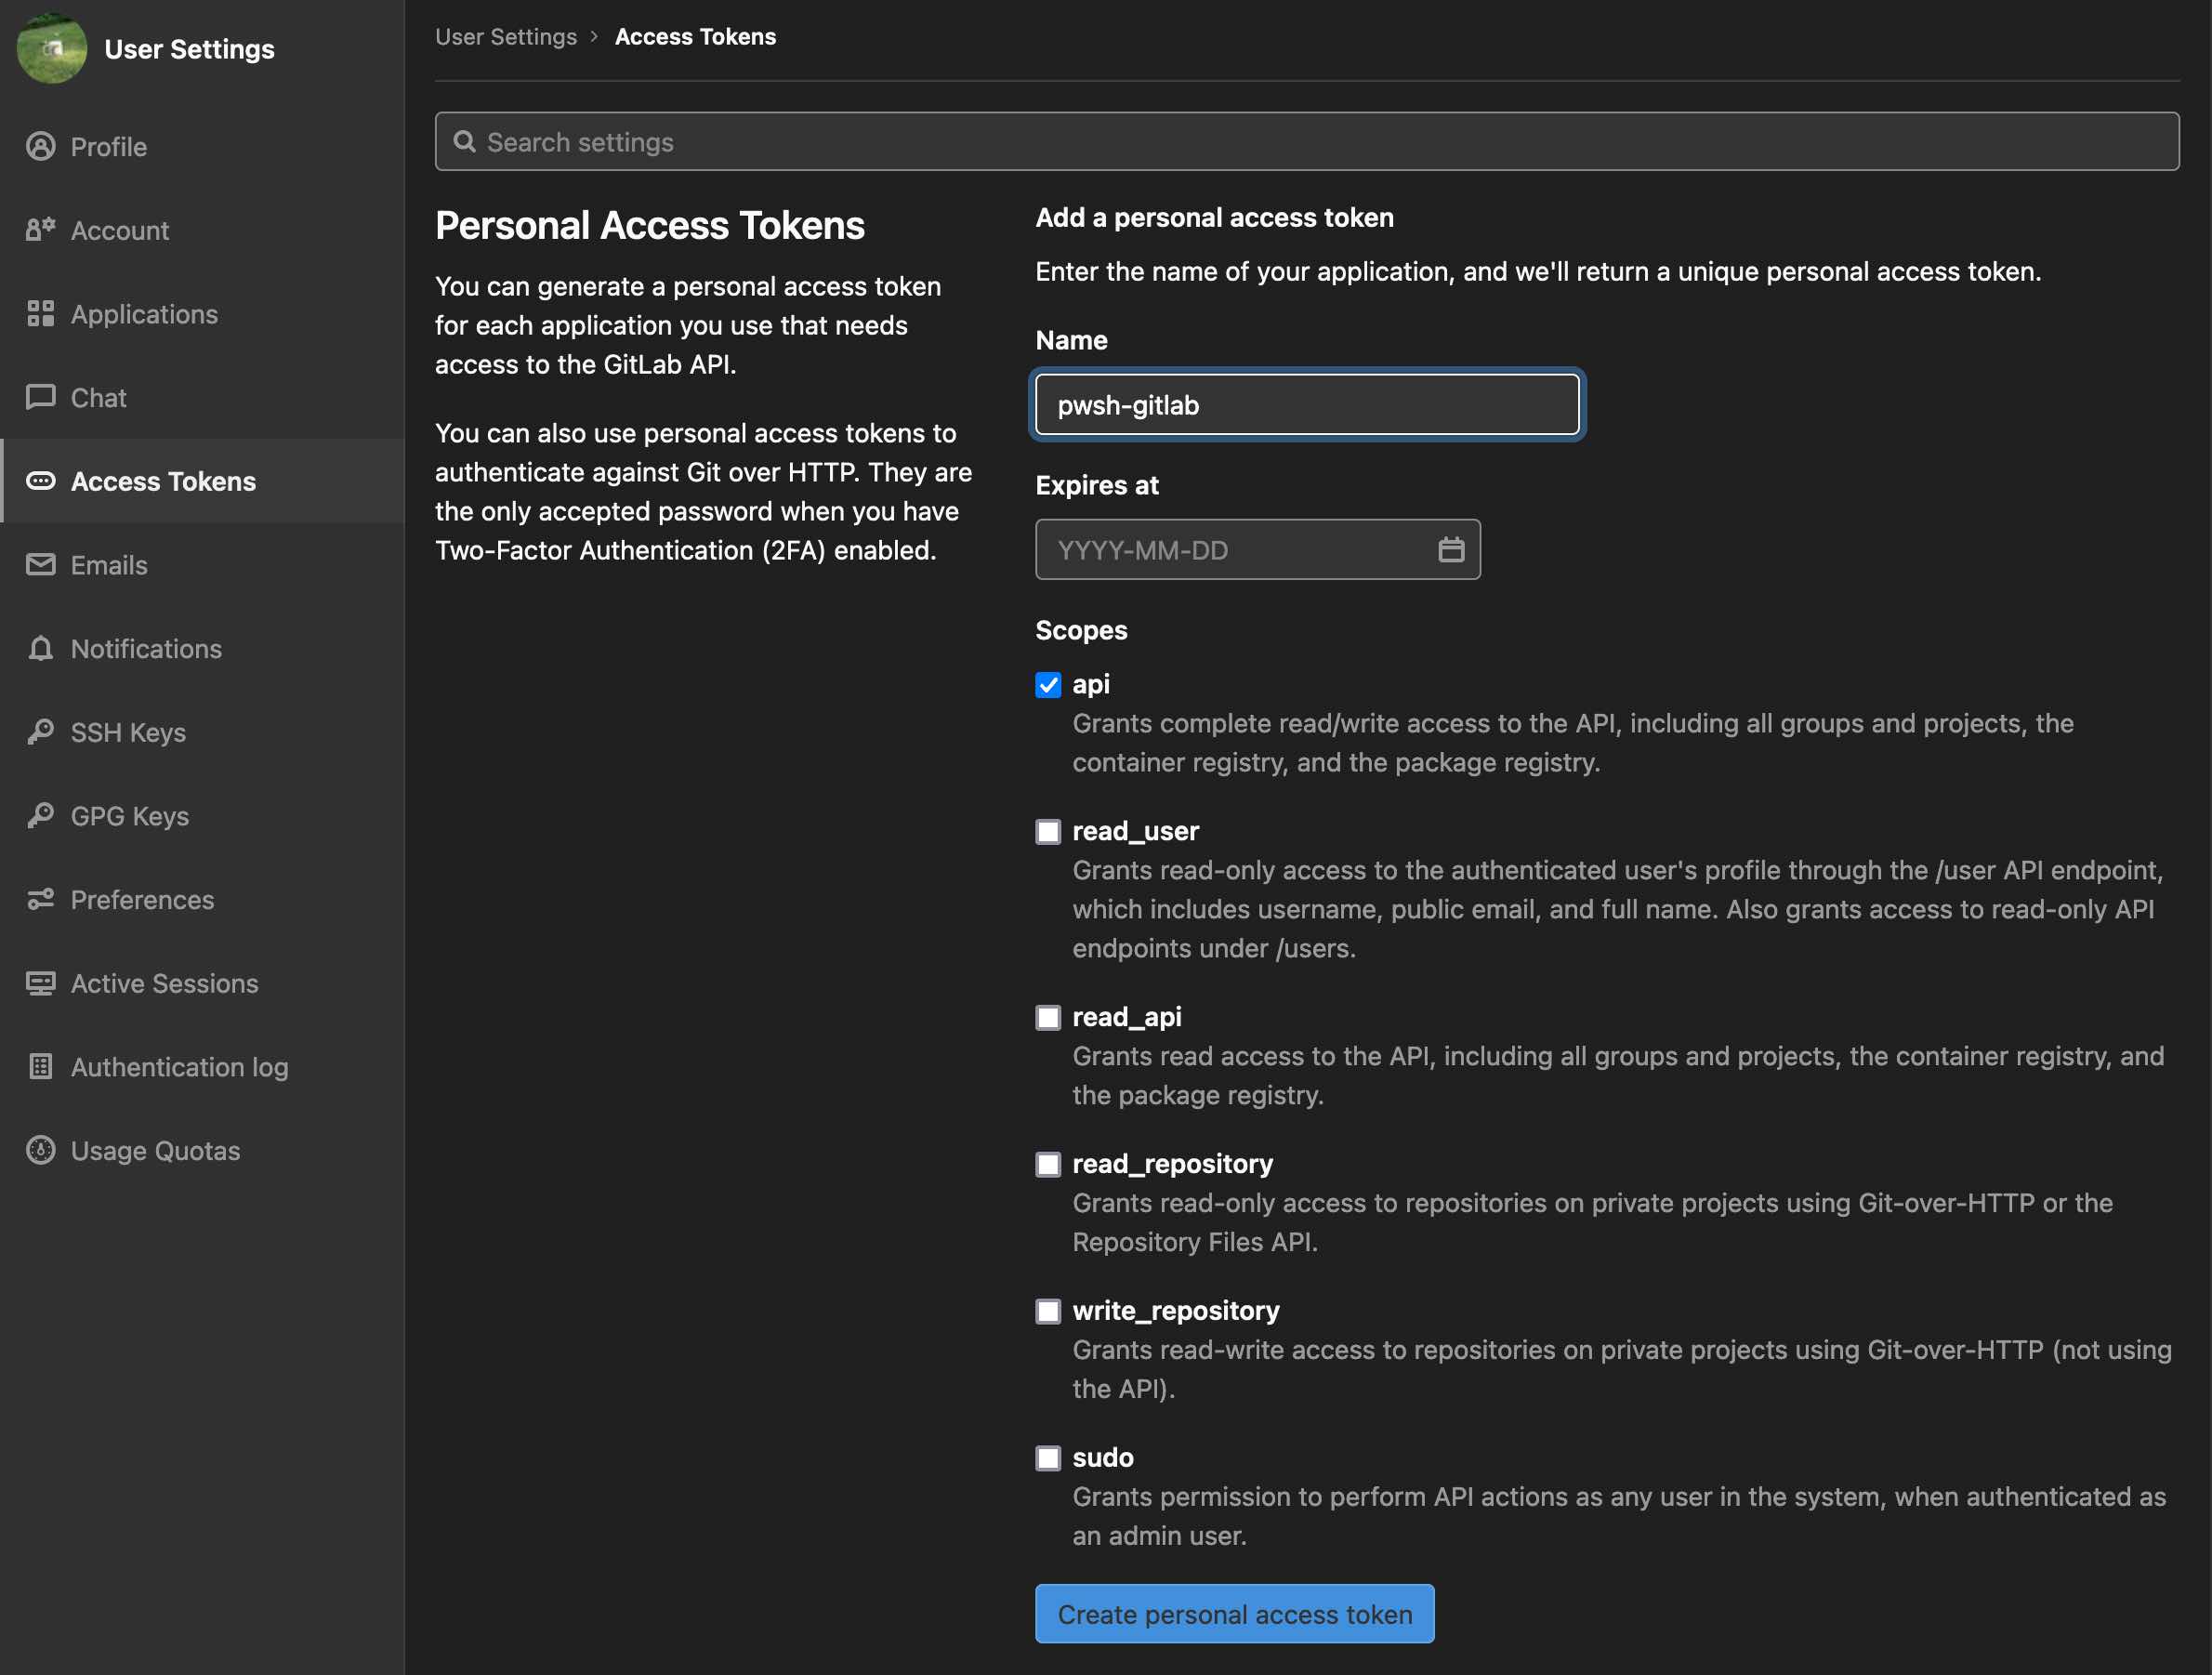 User Settings
Profile
Account
Applications
Chat
Access Tokens
Emails
Notifications
SSH Keys
GPG Keys
Preferences
Active Sessions
Authentication log
Usage Quotas
User Settings > Access Tokens
Search settings
Personal Access Tokens
You can generate a personal access token
for each application you use that needs
access to the GitLab API.
You can also use personal access tokens to
authenticate against Git over HTTP. They are
the only accepted password when you have
Two-Factor Authentication (2FA) enabled.
Add a personal access token
Enter the name of your application, and we'll return a unique personal access token.
Name
pwsh-gitlab
Expires at
YYYY-MM-DD
Scopes
api
Grants complete read/write access to the API, including all groups and projects, the
container registry, and the package registry.
read_user
Grants read-only access to the authenticated user's profile through the /user API endpoint,
which includes username, public email, and full name. Also grants access to read-only API
endpoints under /users.
read_api
Grants read access to the API, including all groups and projects, the container registry, and
the package registry.
read_repository
Grants read-only access to repositories on private projects using Git-over-HTTP or the
Repository Files API.
write_repository
Grants read-write access to repositories on private projects using Git-over-HTTP (not using
the API).
sudo
Grants permission to perform API actions as any user in the system, when authenticated as
an admin user.
Create personal access token